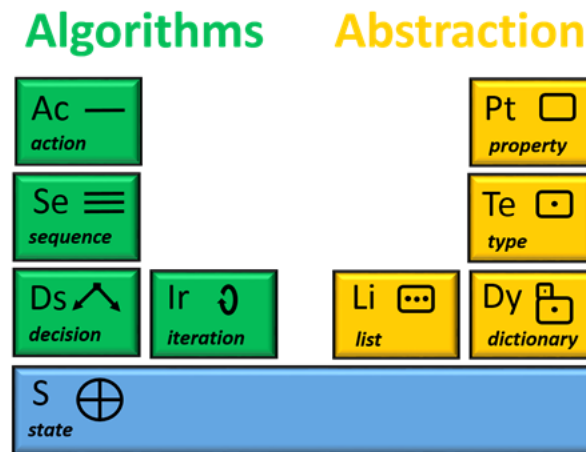 Algorithms Abstraction
Ac Pt
action property
Se Te
sequence type
Ds Ir Li Dy
decision iteration list dictionary
S
state